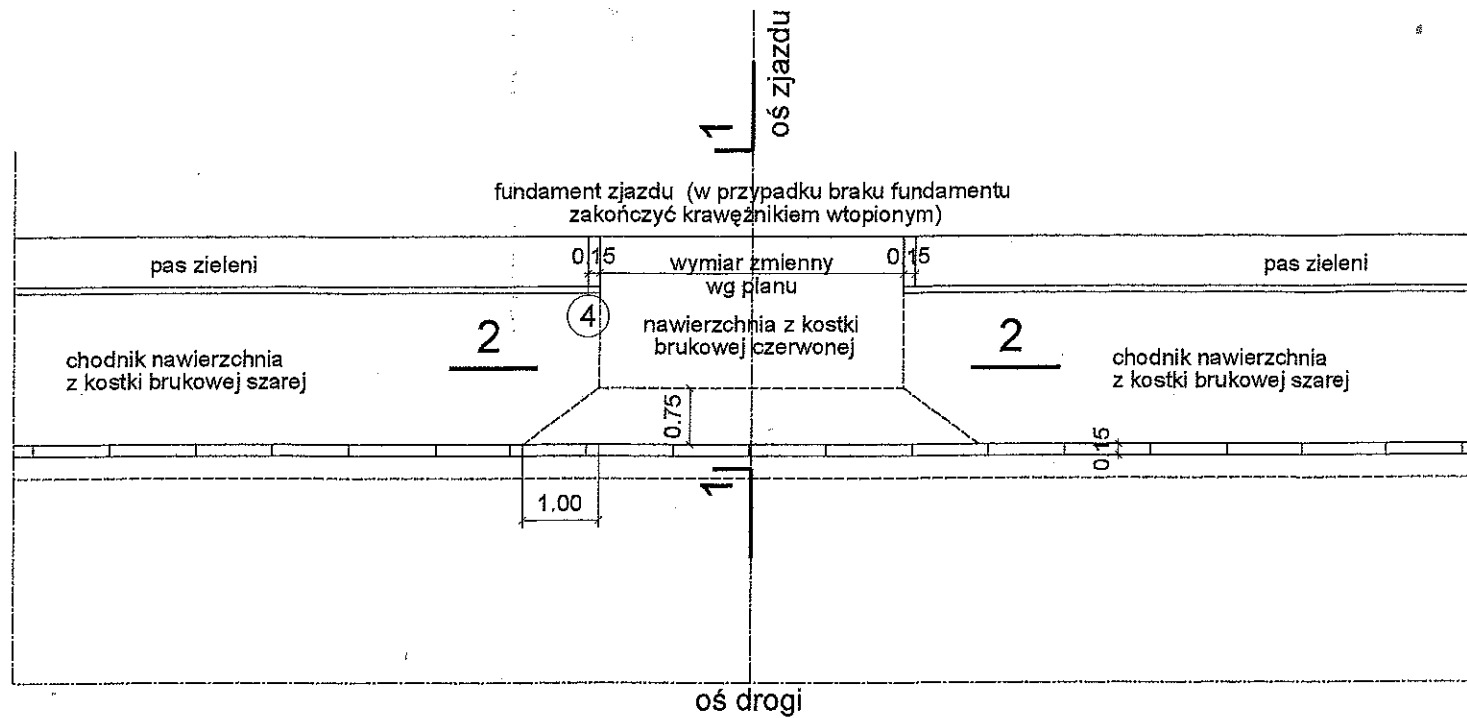 oś zjazdu
1
fundament zjazdu (w przypadku braku fundamentu
zakończyć krawężnikiem wtopionym)
pas zieleni
0.15
wymiar zmienny
wg planu
0.15
pas zieleni
4
nawierzchnia z kostki
brukowej czerwonej
2
2
chodnik nawierzchnia
z kostki brukowej szarej
chodnik nawierzchnia
z kostki brukowej szarej
0.75
0.15
1
1.00
oś drogi